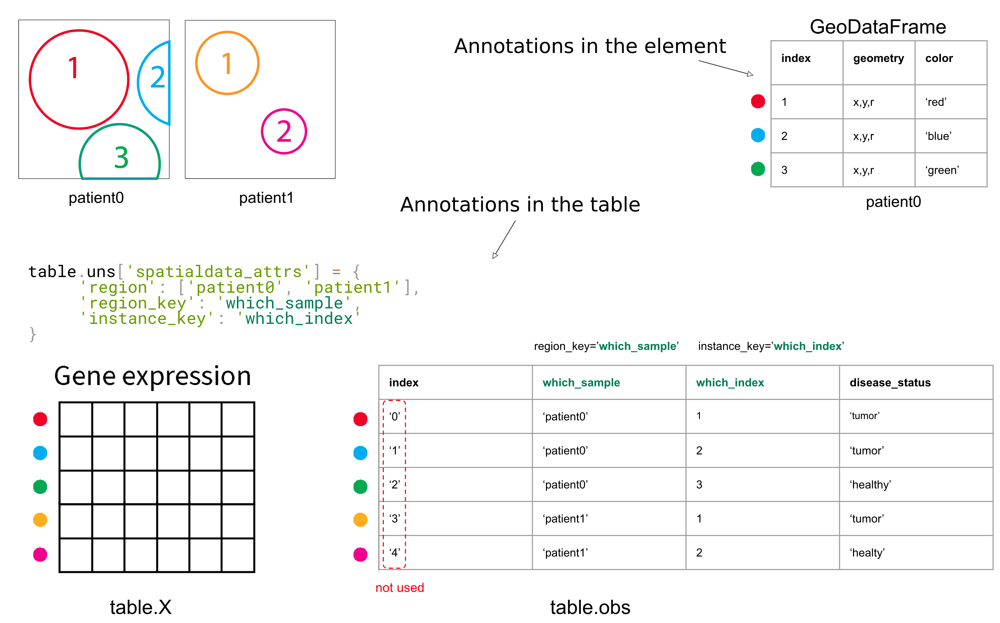 1
2
3
patient0
1
2
patient1
Annotations in the element
GeoDataFrame
index geometry color
1 x,y,r ‘red’
2 x,y,r ‘blue’
3 x,y,r ‘green’
patient0
Annotations in the table
table.uns['spatialdata_attrs'] = {
'region': ['patient0', 'patient1'],
'region_key': 'which_sample',
'instance_key': 'which_index'
}
region_key=’which_sample’ instance_key=’which_index’
Gene expression
table.X
index which_sample which_index disease_status
‘0’ ‘patient0’ 1 ‘tumor’
‘1’ ‘patient0’ 2 ‘tumor’
‘2’ ‘patient0’ 3 ‘healthy’
‘3’ ‘patient1’ 1 ‘tumor’
‘4’ ‘patient1’ 2 ‘healty’
not used
table.obs